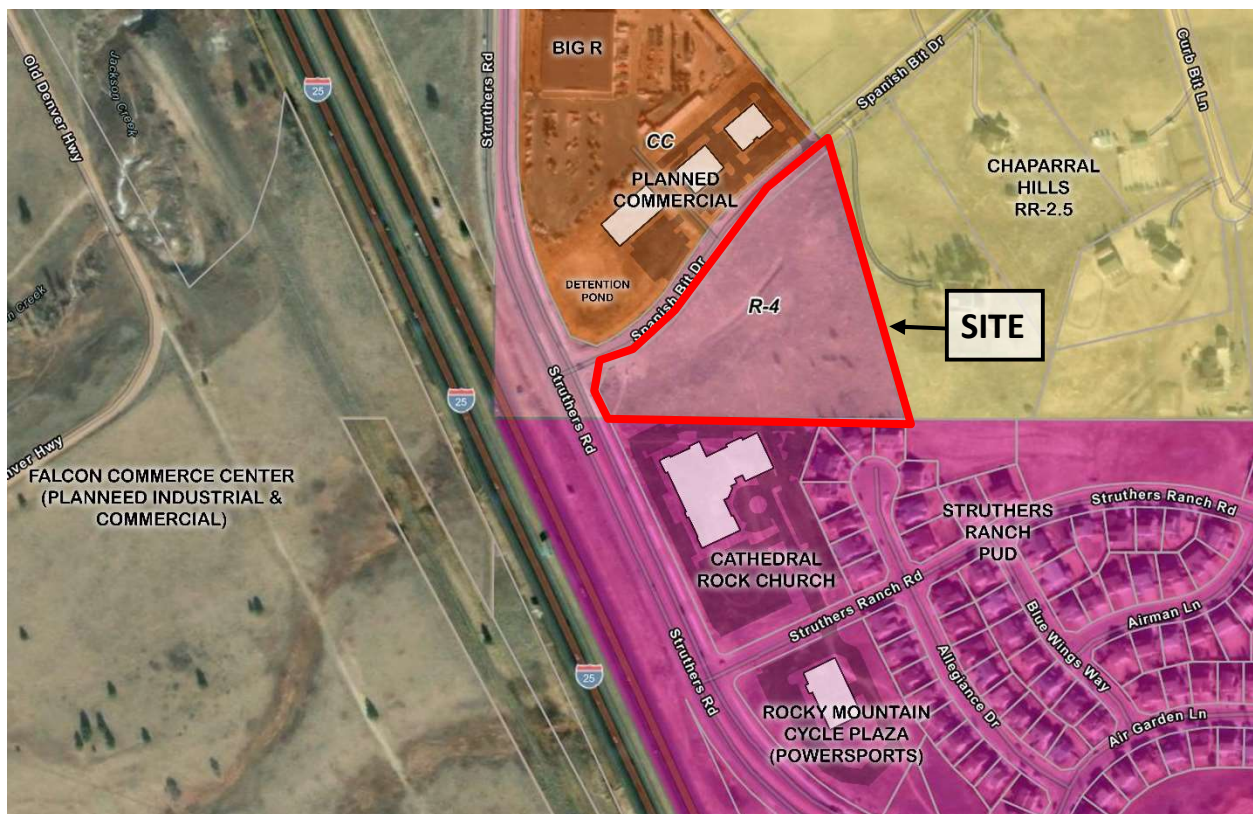 Old Denver Hwy
Jackson Creek
25
Struthers Rd
BIG R
CC
PLANNED
COMMERCIAL
DETENTION
POND
Spanish Bit Dr
Spanish Bit Dr
Curb Bit Ln
CHAPARRAL
HILLS
RR-2.5
R-4
SITE
Creek
25
Struthers Rd
nver Hwy
FALCON COMMERCE CENTER
(PLANNEED INDUSTRIAL &
COMMERCIAL)
CATHEDRAL
ROCK CHURCH
STRUTHERS
RANCH
PUD
Struthers Ranch Rd
Struthers Ranch Rd
Airman Ln
Blue Wings Way
Allegiance Dr
Air Garden Ln
25
Struthers Rd
ROCKY MOUNTAIN
CYCLE PLAZA
(POWERSPORTS)